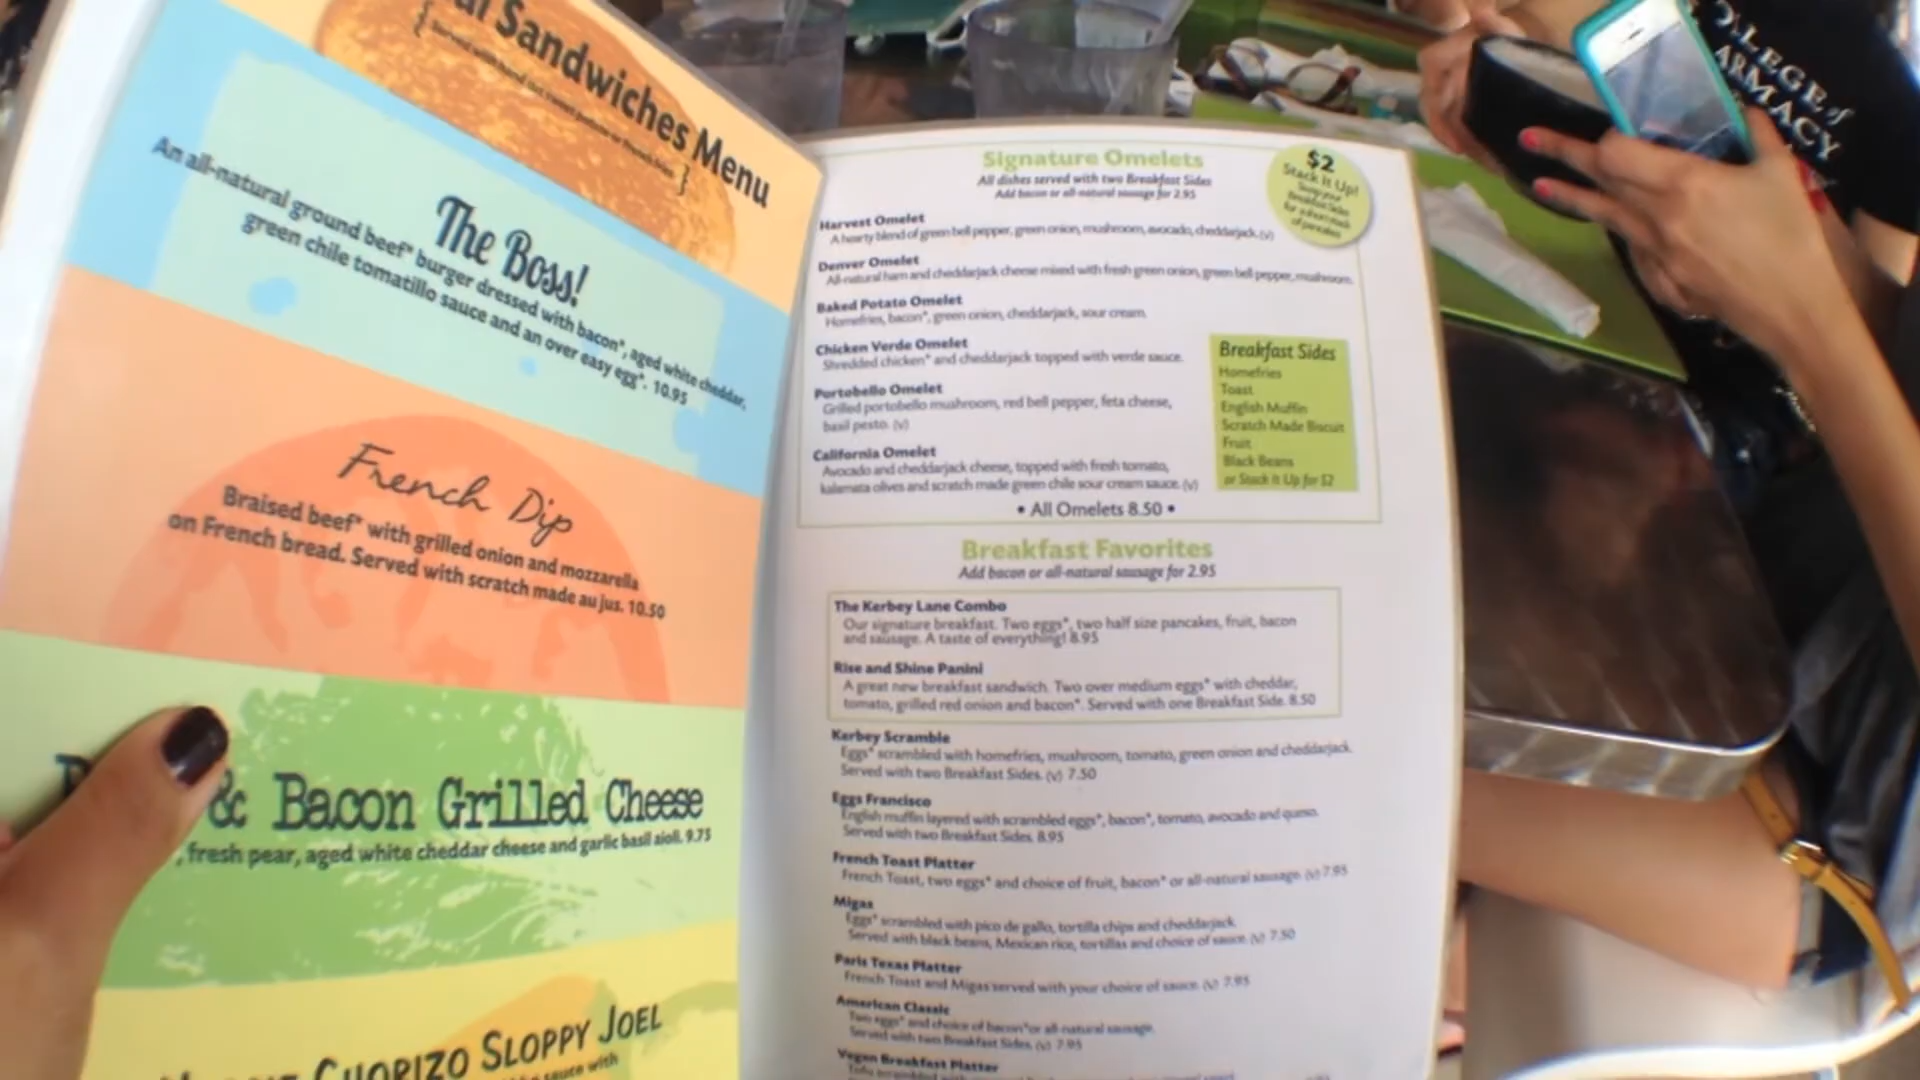 al Sandwiches Menu
The Boss!
An all-natural ground beef* burger dressed with bacon*, aged white cheddar,
green chile tomatillo sauce and an over easy egg*. 10.95
French Dip
Braised beef* with grilled onion and mozzarella
on French bread. Served with scratch made au jus. 10.50
& Bacon Grilled Cheese
, fresh pear, aged white cheddar cheese and garlic basil aioli. 9.75
Chorizo Sloppy Joel
sauce with
Signature Omelets
All dishes served with two Breakfast Sides
Add bacon or all-natural sausage for 2.95
$2
Stack It Up!
Swap your
Breakfast Sides
for a short stack
of pancakes
Harvest Omelet
A hearty blend of green bell pepper, green onion, mushroom, avocado, cheddarjack. (v)
Denver Omelet
All-natural ham and cheddarjack cheese mixed with fresh green onion, green bell pepper, mushroom.
Baked Potato Omelet
Homefries, bacon*, green onion, cheddarjack, sour cream.
Chicken Verde Omelet
Shredded chicken* and cheddarjack topped with verde sauce.
Portobello Omelet
Grilled portobello mushroom, red bell pepper, feta cheese,
basil pesto. (v)
California Omelet
Avocado and cheddarjack cheese, topped with fresh tomato,
kalamata olives and scratch made green chile sour cream sauce. (v)
• All Omelets 8.50 •
Breakfast Sides
Homefries
Toast
English Muffin
Scratch Made Biscuit
Fruit
Black Beans
or Stack It Up for $2
Breakfast Favorites
Add bacon or all-natural sausage for 2.95
The Kerbey Lane Combo
Our signature breakfast. Two eggs*, two half size pancakes, fruit, bacon
and sausage. A taste of everything! 8.95
Rise and Shine Panini
A great new breakfast sandwich. Two over medium eggs* with cheddar,
tomato, grilled red onion and bacon*. Served with one Breakfast Side. 8.50
Kerbey Scramble
Eggs* scrambled with homefries, mushroom, tomato, green onion and cheddarjack.
Served with two Breakfast Sides. (v) 7.50
Eggs Francisco
English muffin layered with scrambled eggs*, bacon*, tomato, avocado and queso.
Served with two Breakfast Sides. 8.95
French Toast Platter
French Toast, two eggs* and choice of fruit, bacon* or all-natural sausage. (v) 7.95
Migas
Eggs* scrambled with pico de gallo, tortilla chips and cheddarjack.
Served with black beans, Mexican rice, tortillas and choice of sauce. (v) 7.50
Paris Texas Platter
French Toast and Migas served with your choice of sauce. (v) 7.95
American Classic
Two eggs* and choice of bacon* or all-natural sausage.
Served with two Breakfast Sides. (v) 7.95
Vegan Breakfast Platter
Tofu scrambled with
LLEGE of
ARMACY